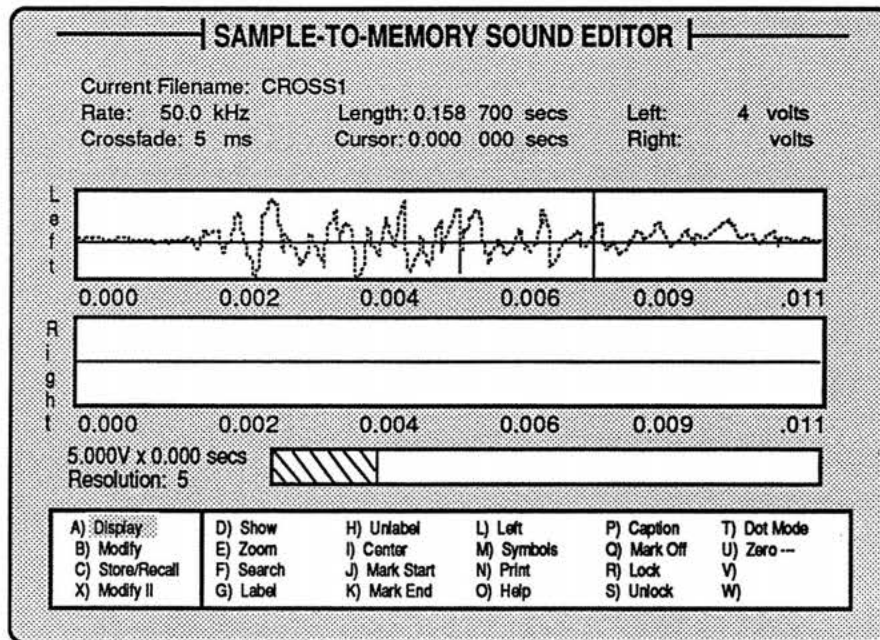 SAMPLE-TO-MEMORY SOUND EDITOR
Current Filename: CROSS1
Rate: 50.0 kHz Length: 0.158 700 secs Left: 4 volts
Crossfade: 5 ms Cursor: 0.000 000 secs Right: volts
Left
0.000 0.002 0.004 0.006 0.009 .011
Right
0.000 0.002 0.004 0.006 0.009 .011
5.000V x 0.000 secs
Resolution: 5
A) Display D) Show H) Unlabel L) Left P) Caption T) Dot Mode
B) Modify E) Zoom I) Center M) Symbols Q) Mark Off U) Zero ---
C) Store/Recall F) Search J) Mark Start N) Print R) Lock V)
X) Modify II G) Label K) Mark End O) Help S) Unlock W)